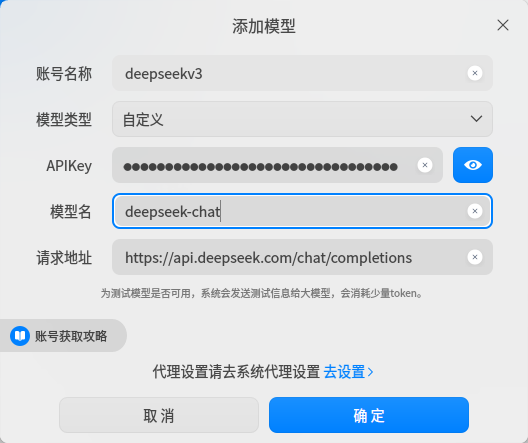 添加模型
账号名称 deepseekv3
模型类型 自定义
APIKey ●●●●●●●●●●●●●●●●●●●●●●●●●●●●●●●●●●●
模型名 deepseek-chat
请求地址 https://api.deepseek.com/chat/completions
为测试模型是否可用，系统会发送测试信息给大模型，会消耗少量token。
账号获取攻略
代理设置请去系统代理设置 去设置
取消 确定